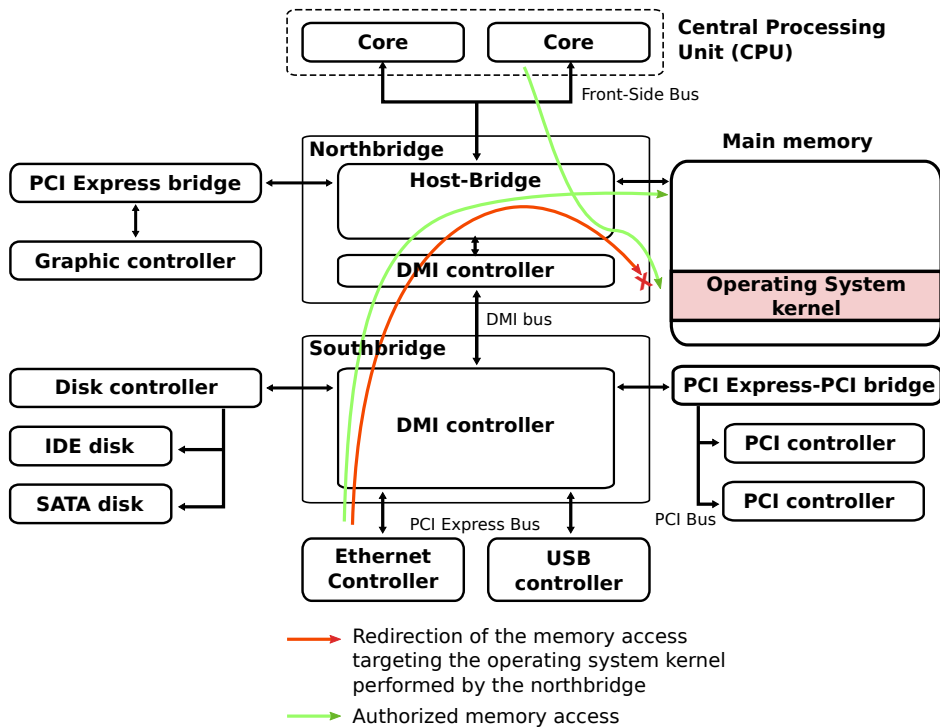 Core
Core
Central Processing
Unit (CPU)
Front-Side Bus
Northbridge
Main memory
PCI Express bridge
Host-Bridge
Graphic controller
DMI controller
Operating System
kernel
DMI bus
Southbridge
Disk controller
DMI controller
PCI Express-PCI bridge
IDE disk
PCI controller
SATA disk
PCI controller
PCI Express Bus
PCI Bus
Ethernet
Controller
USB
controller
Redirection of the memory access
targeting the operating system kernel
performed by the northbridge
Authorized memory access